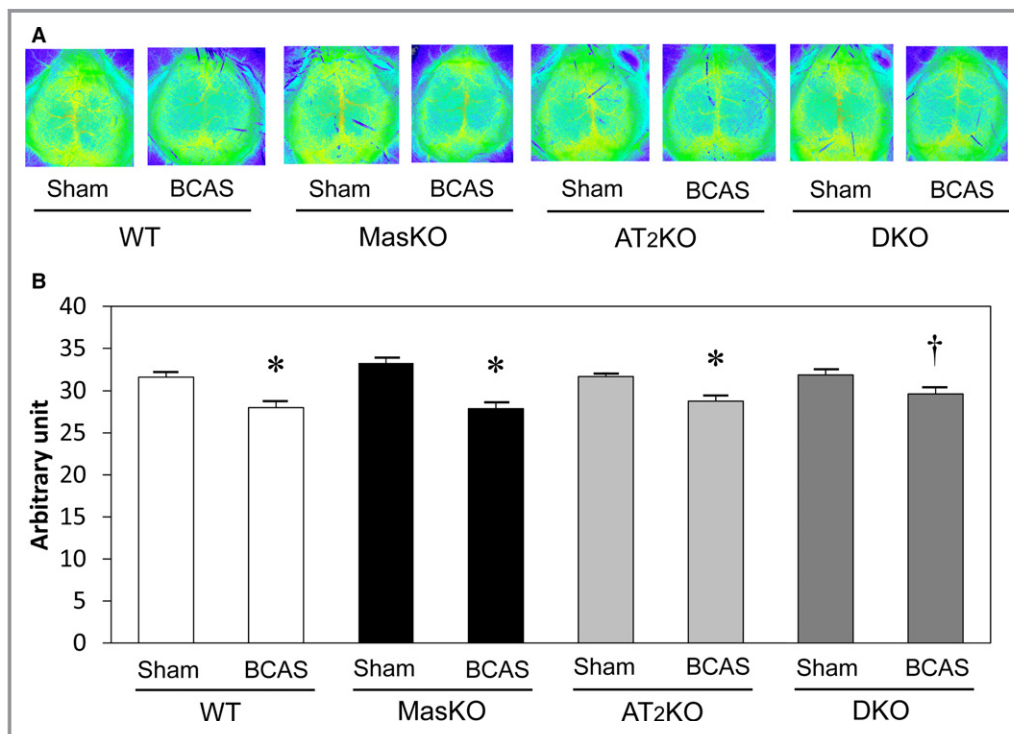 A
Sham BCAS Sham BCAS Sham BCAS Sham BCAS
WT MasKO AT2KO DKO
B
Arbitrary unit
40
35
30
25
20
15
10
5
0
* * * †
Sham BCAS Sham BCAS Sham BCAS Sham BCAS
WT MasKO AT2KO DKO